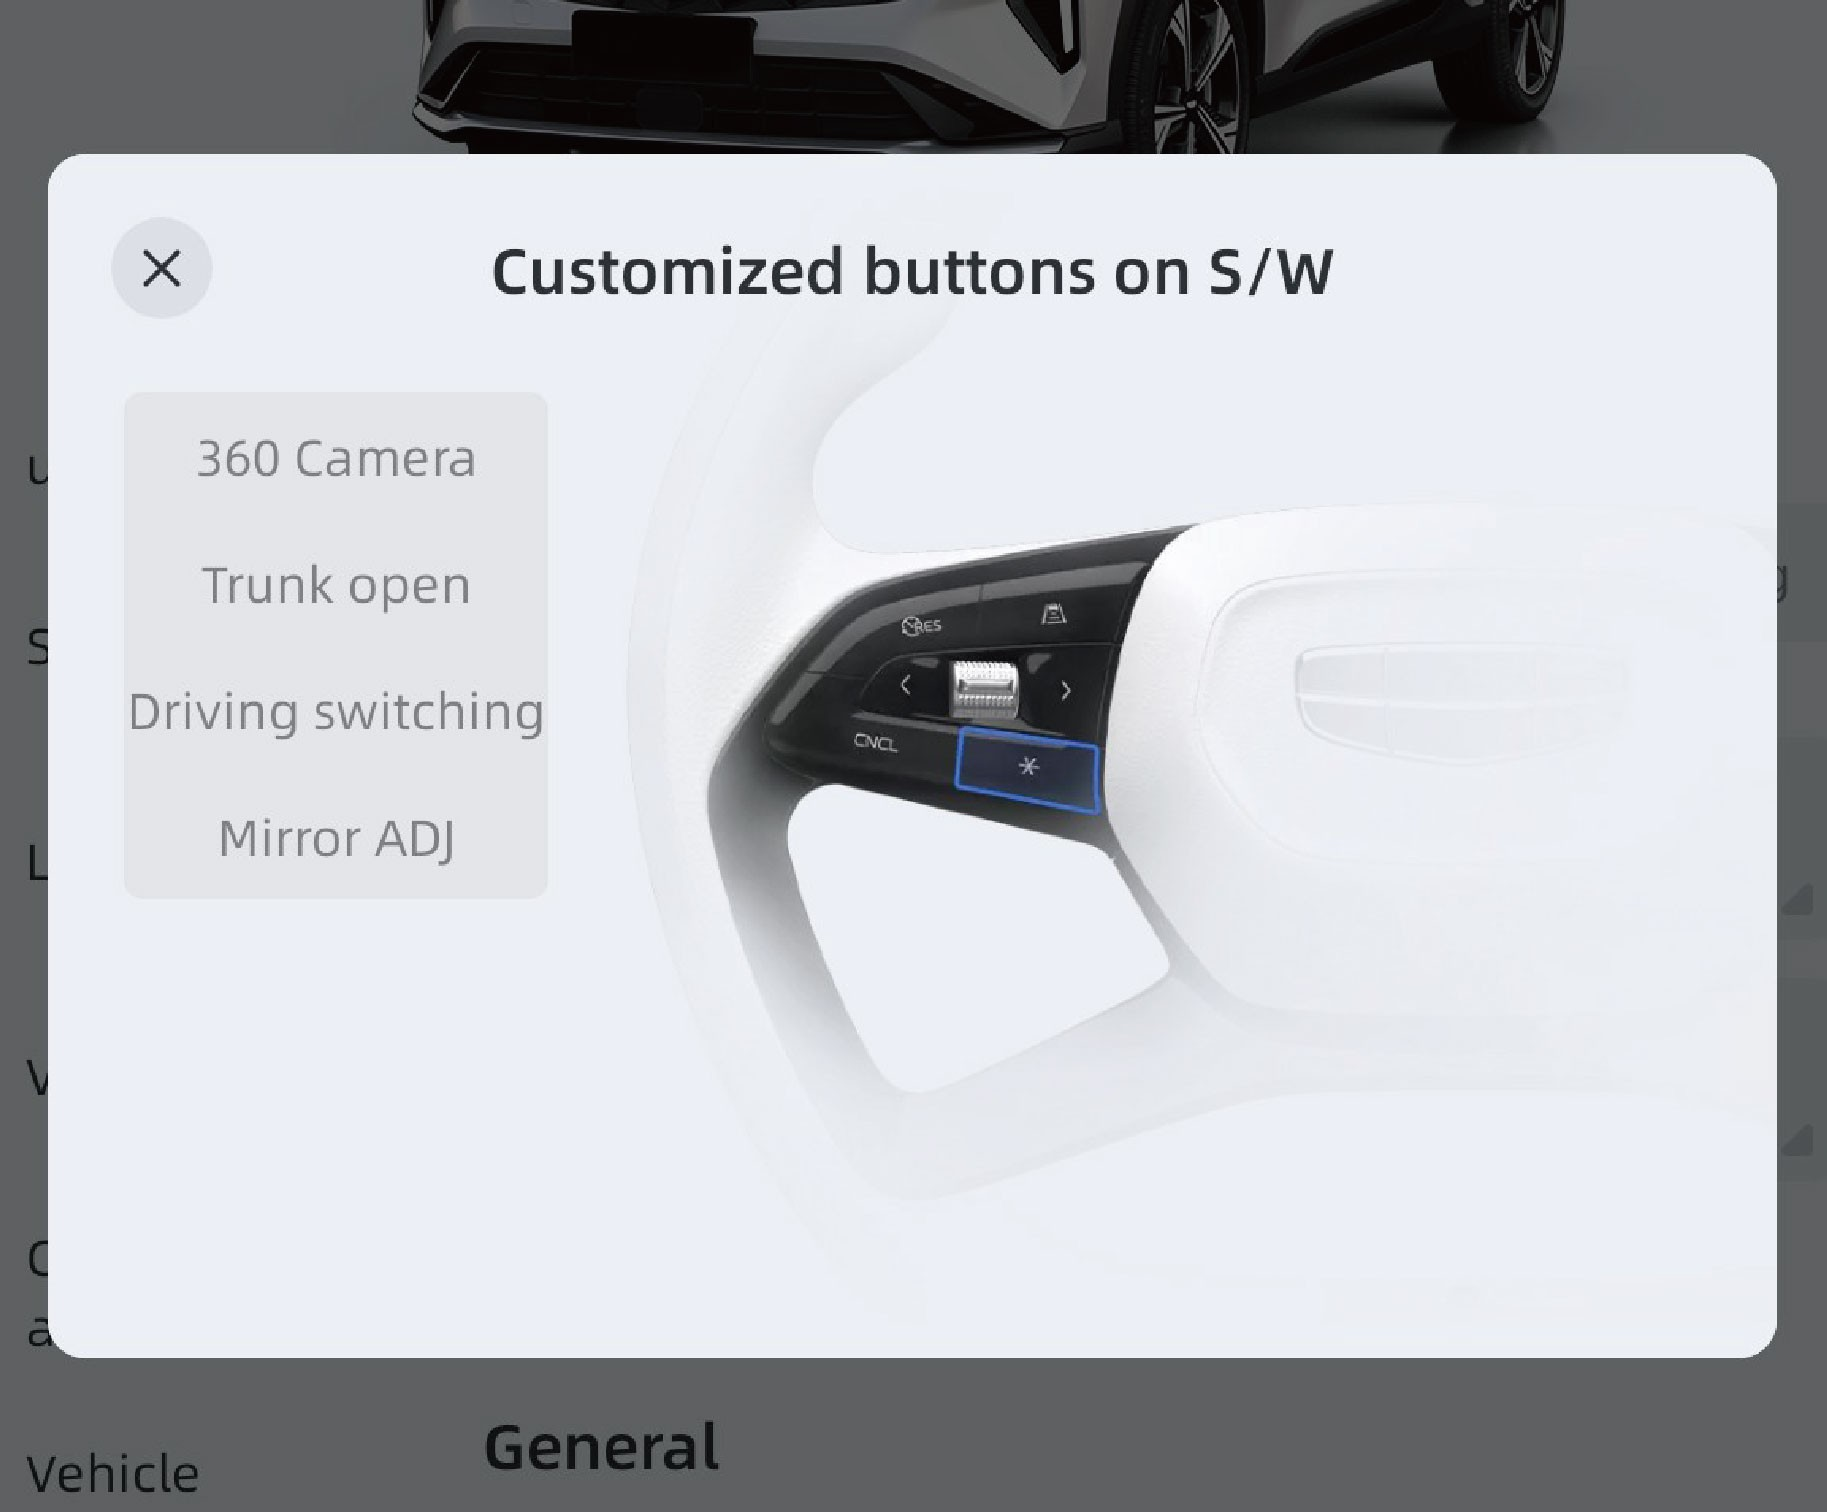 Customized buttons on S/W
360 Camera
Trunk open
Driving switching
Mirror ADJ
RES
CNCL
General
Vehicle